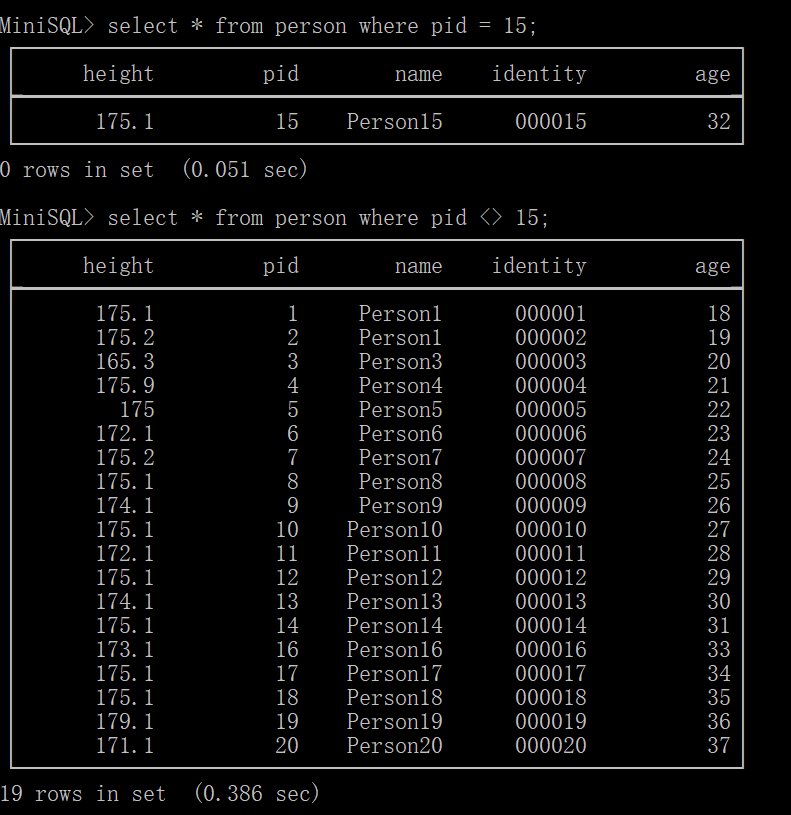 MiniSQL> select * from person where pid = 15;
height pid name identity age
175.1 15 Person15 000015 32
0 rows in set (0.051 sec)
MiniSQL> select * from person where pid <> 15;
height pid name identity age
175.1 1 Person1 000001 18
175.2 2 Person1 000002 19
165.3 3 Person3 000003 20
175.9 4 Person4 000004 21
175 5 Person5 000005 22
172.1 6 Person6 000006 23
175.2 7 Person7 000007 24
175.1 8 Person8 000008 25
174.1 9 Person9 000009 26
175.1 10 Person10 000010 27
172.1 11 Person11 000011 28
175.1 12 Person12 000012 29
174.1 13 Person13 000013 30
175.1 14 Person14 000014 31
173.1 16 Person16 000016 33
175.1 17 Person17 000017 34
175.1 18 Person18 000018 35
179.1 19 Person19 000019 36
171.1 20 Person20 000020 37
19 rows in set (0.386 sec)